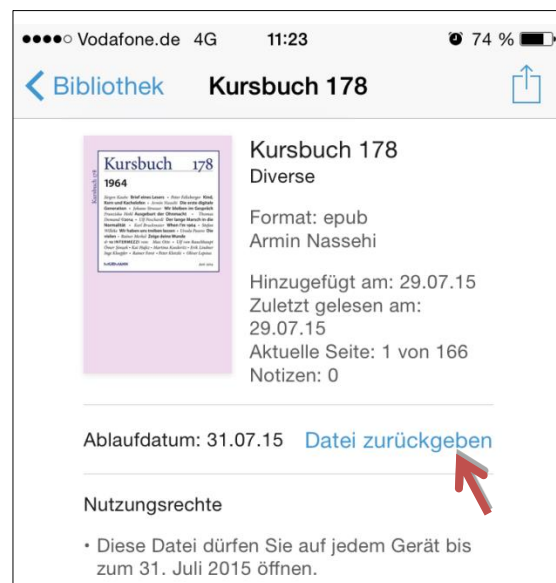 Vodafone.de 4G 11:23 74 %
Bibliothek Kursbuch 178
Kursbuch 178
Kursbuch 178
1964
Kursbuch 178
Diverse
Format: epub
Armin Nassehi
Hinzugefügt am: 29.07.15
Zuletzt gelesen am:
29.07.15
Aktuelle Seite: 1 von 166
Notizen: 0
Ablaufdatum: 31.07.15 Datei zurückgeben
Nutzungsrechte
• Diese Datei dürfen Sie auf jedem Gerät bis
zum 31. Juli 2015 öffnen.